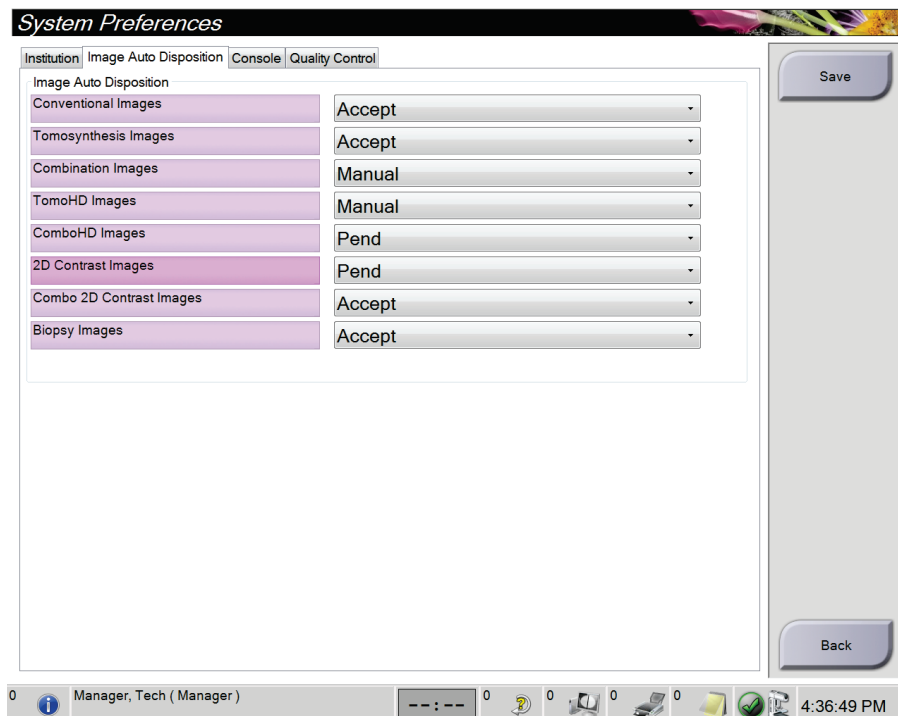 System Preferences
Institution Image Auto Disposition Console Quality Control
Save
Image Auto Disposition
Conventional Images Accept
Tomosynthesis Images Accept
Combination Images Manual
TomoHD Images Manual
ComboHD Images Pend
2D Contrast Images Pend
Combo 2D Contrast Images Accept
Biopsy Images Accept
Back
0 Manager, Tech ( Manager ) --:-- 0 0 0 0 4:36:49 PM